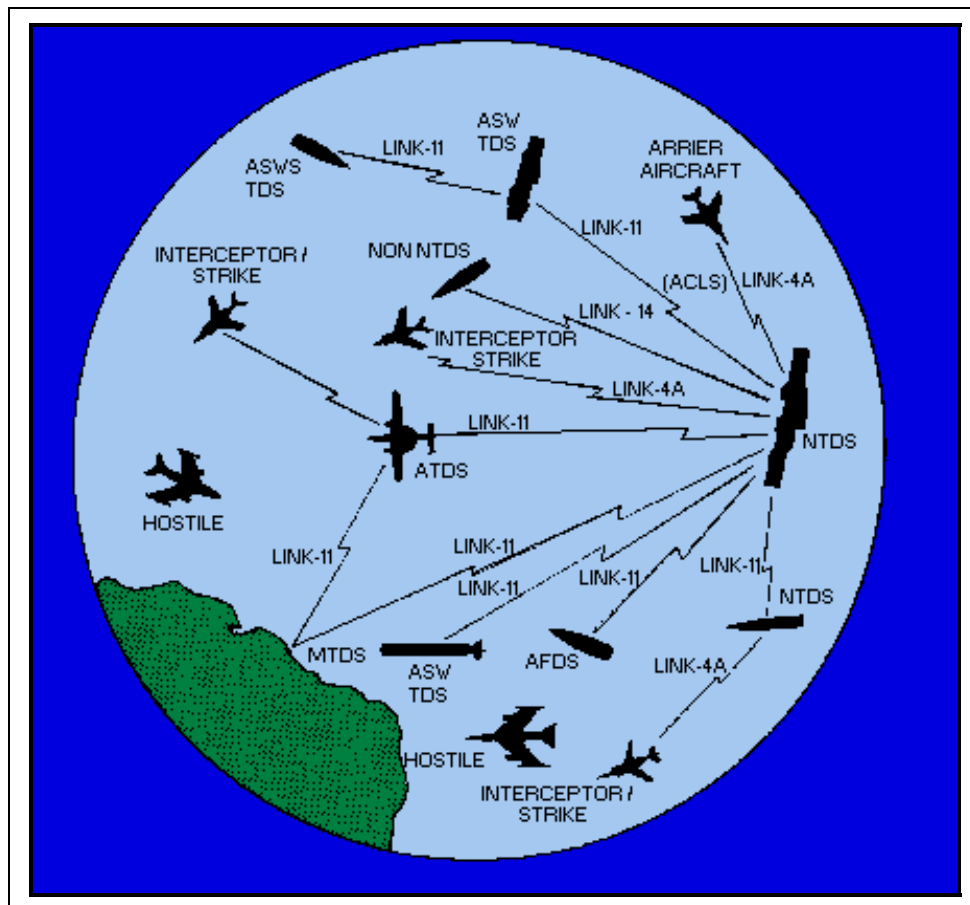 ASW
TDS
LINK-11
ASWS
TDS
ARRIER
AIRCRAFT
LINK-11
INTERCEPTOR /
STRIKE
NON NTDS
(ACLS)
LINK-4A
LINK - 14
INTERCEPTOR
STRIKE
LINK-4A
LINK-11
NTDS
ATDS
HOSTILE
LINK-11
LINK-11
LINK-11
LINK-11
LINK-11
NTDS
MTDS
ASW
TDS
AFDS
LINK-4A
HOSTILE
INTERCEPTOR /
STRIKE